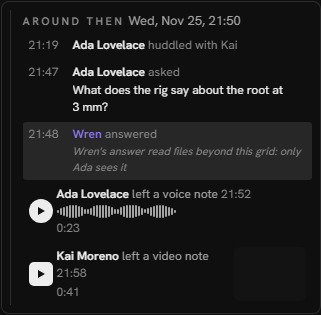 AROUND THEN Wed, Nov 25, 21:50
21:19 Ada Lovelace huddled with Kai
21:47 Ada Lovelace asked
What does the rig say about the root at
3 mm?
21:48 Wren answered
Wren's answer read files beyond this grid: only
Ada sees it
Ada Lovelace left a voice note 21:52
0:23
Kai Moreno left a video note
21:58
0:41